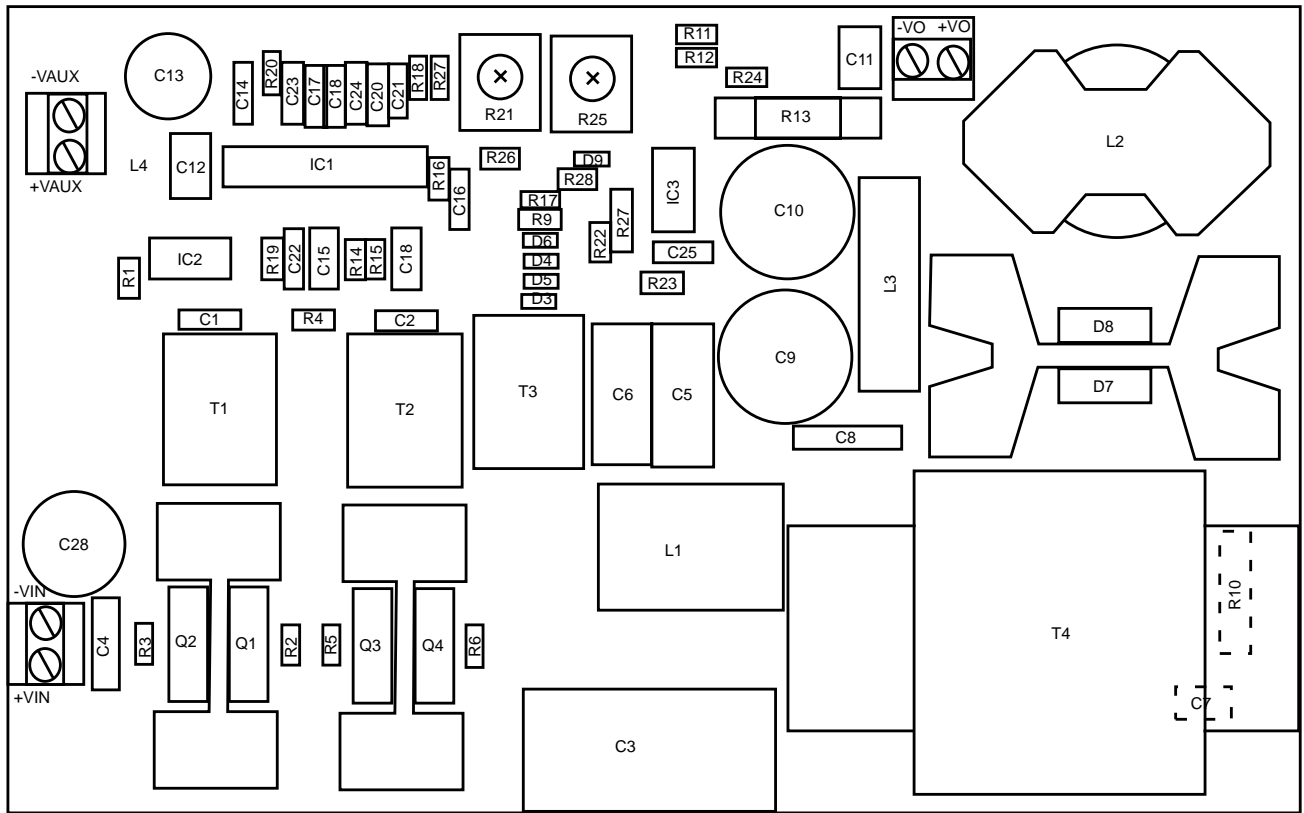 -VAUX
+VAUX
C13
L4
C12
C14
R20
C23
C17
C18
C24
C20
C21
R18
R27
R21
R25
R11
R12
R24
R13
C11
-VO +VO
L2
IC1
R16
C16
R26
D9
R28
R17
R9
D6
D4
D5
D3
R22
R27
IC3
C25
R23
C10
L3
R1
IC2
R19
C22
C15
R14
R15
C18
C1
R4
C2
T1
T2
T3
C6
C5
C9
C8
D8
D7
C28
-VIN
+VIN
C4
R3
Q2
Q1
R2
R5
Q3
Q4
R6
L1
C3
T4
R10
C7